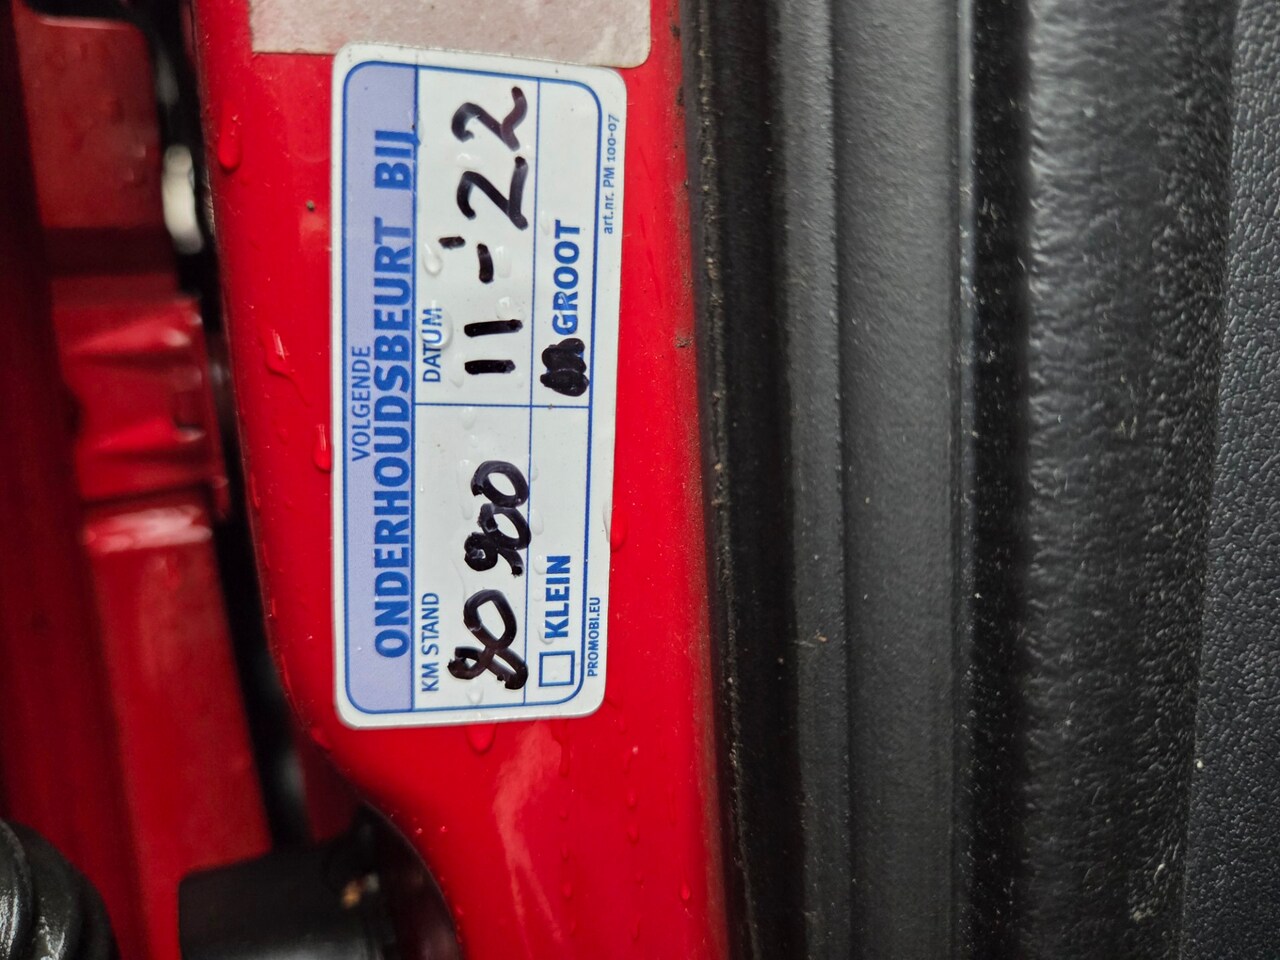 VOLGENDE
ONDERHOUDSBEURT BIJ
KM STAND DATUM
80900 11-'22
KLEIN GROOT
PROMOBI.EU art.nr. PM 100-07